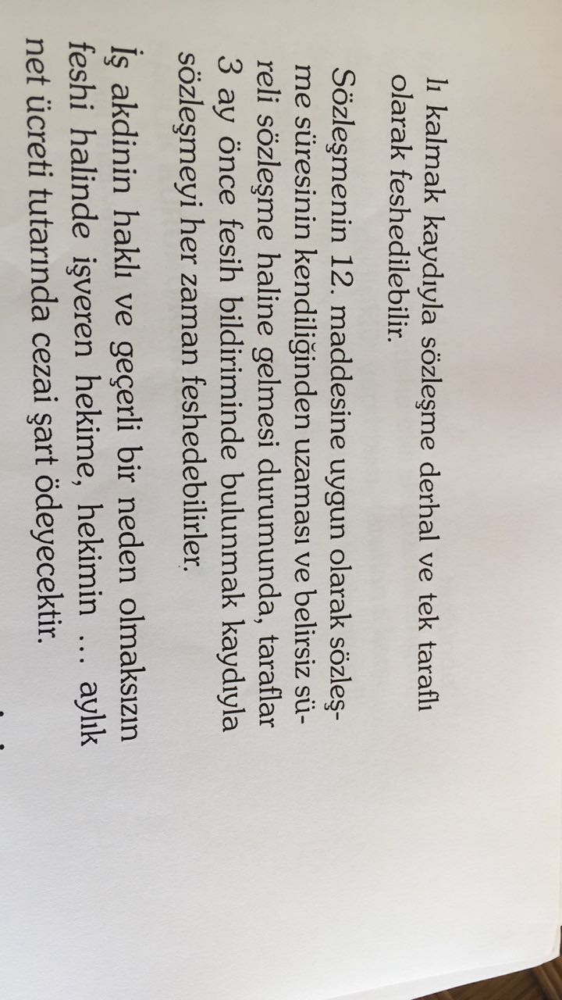 lı kalmak kaydıyla sözleşme derhal ve tek taraflı
olarak feshedilebilir.
Sözleşmenin 12. maddesine uygun olarak sözleş-
me süresinin kendiliğinden uzaması ve belirsiz sü-
reli sözleşme haline gelmesi durumunda, taraflar
3 ay önce fesih bildiriminde bulunmak kaydıyla
sözleşmeyi her zaman feshedebilirler.
İş akdinin haklı ve geçerli bir neden olmaksızın
feshi halinde işveren hekime, hekimin ... aylık
net ücreti tutarında cezai şart ödeyecektir.